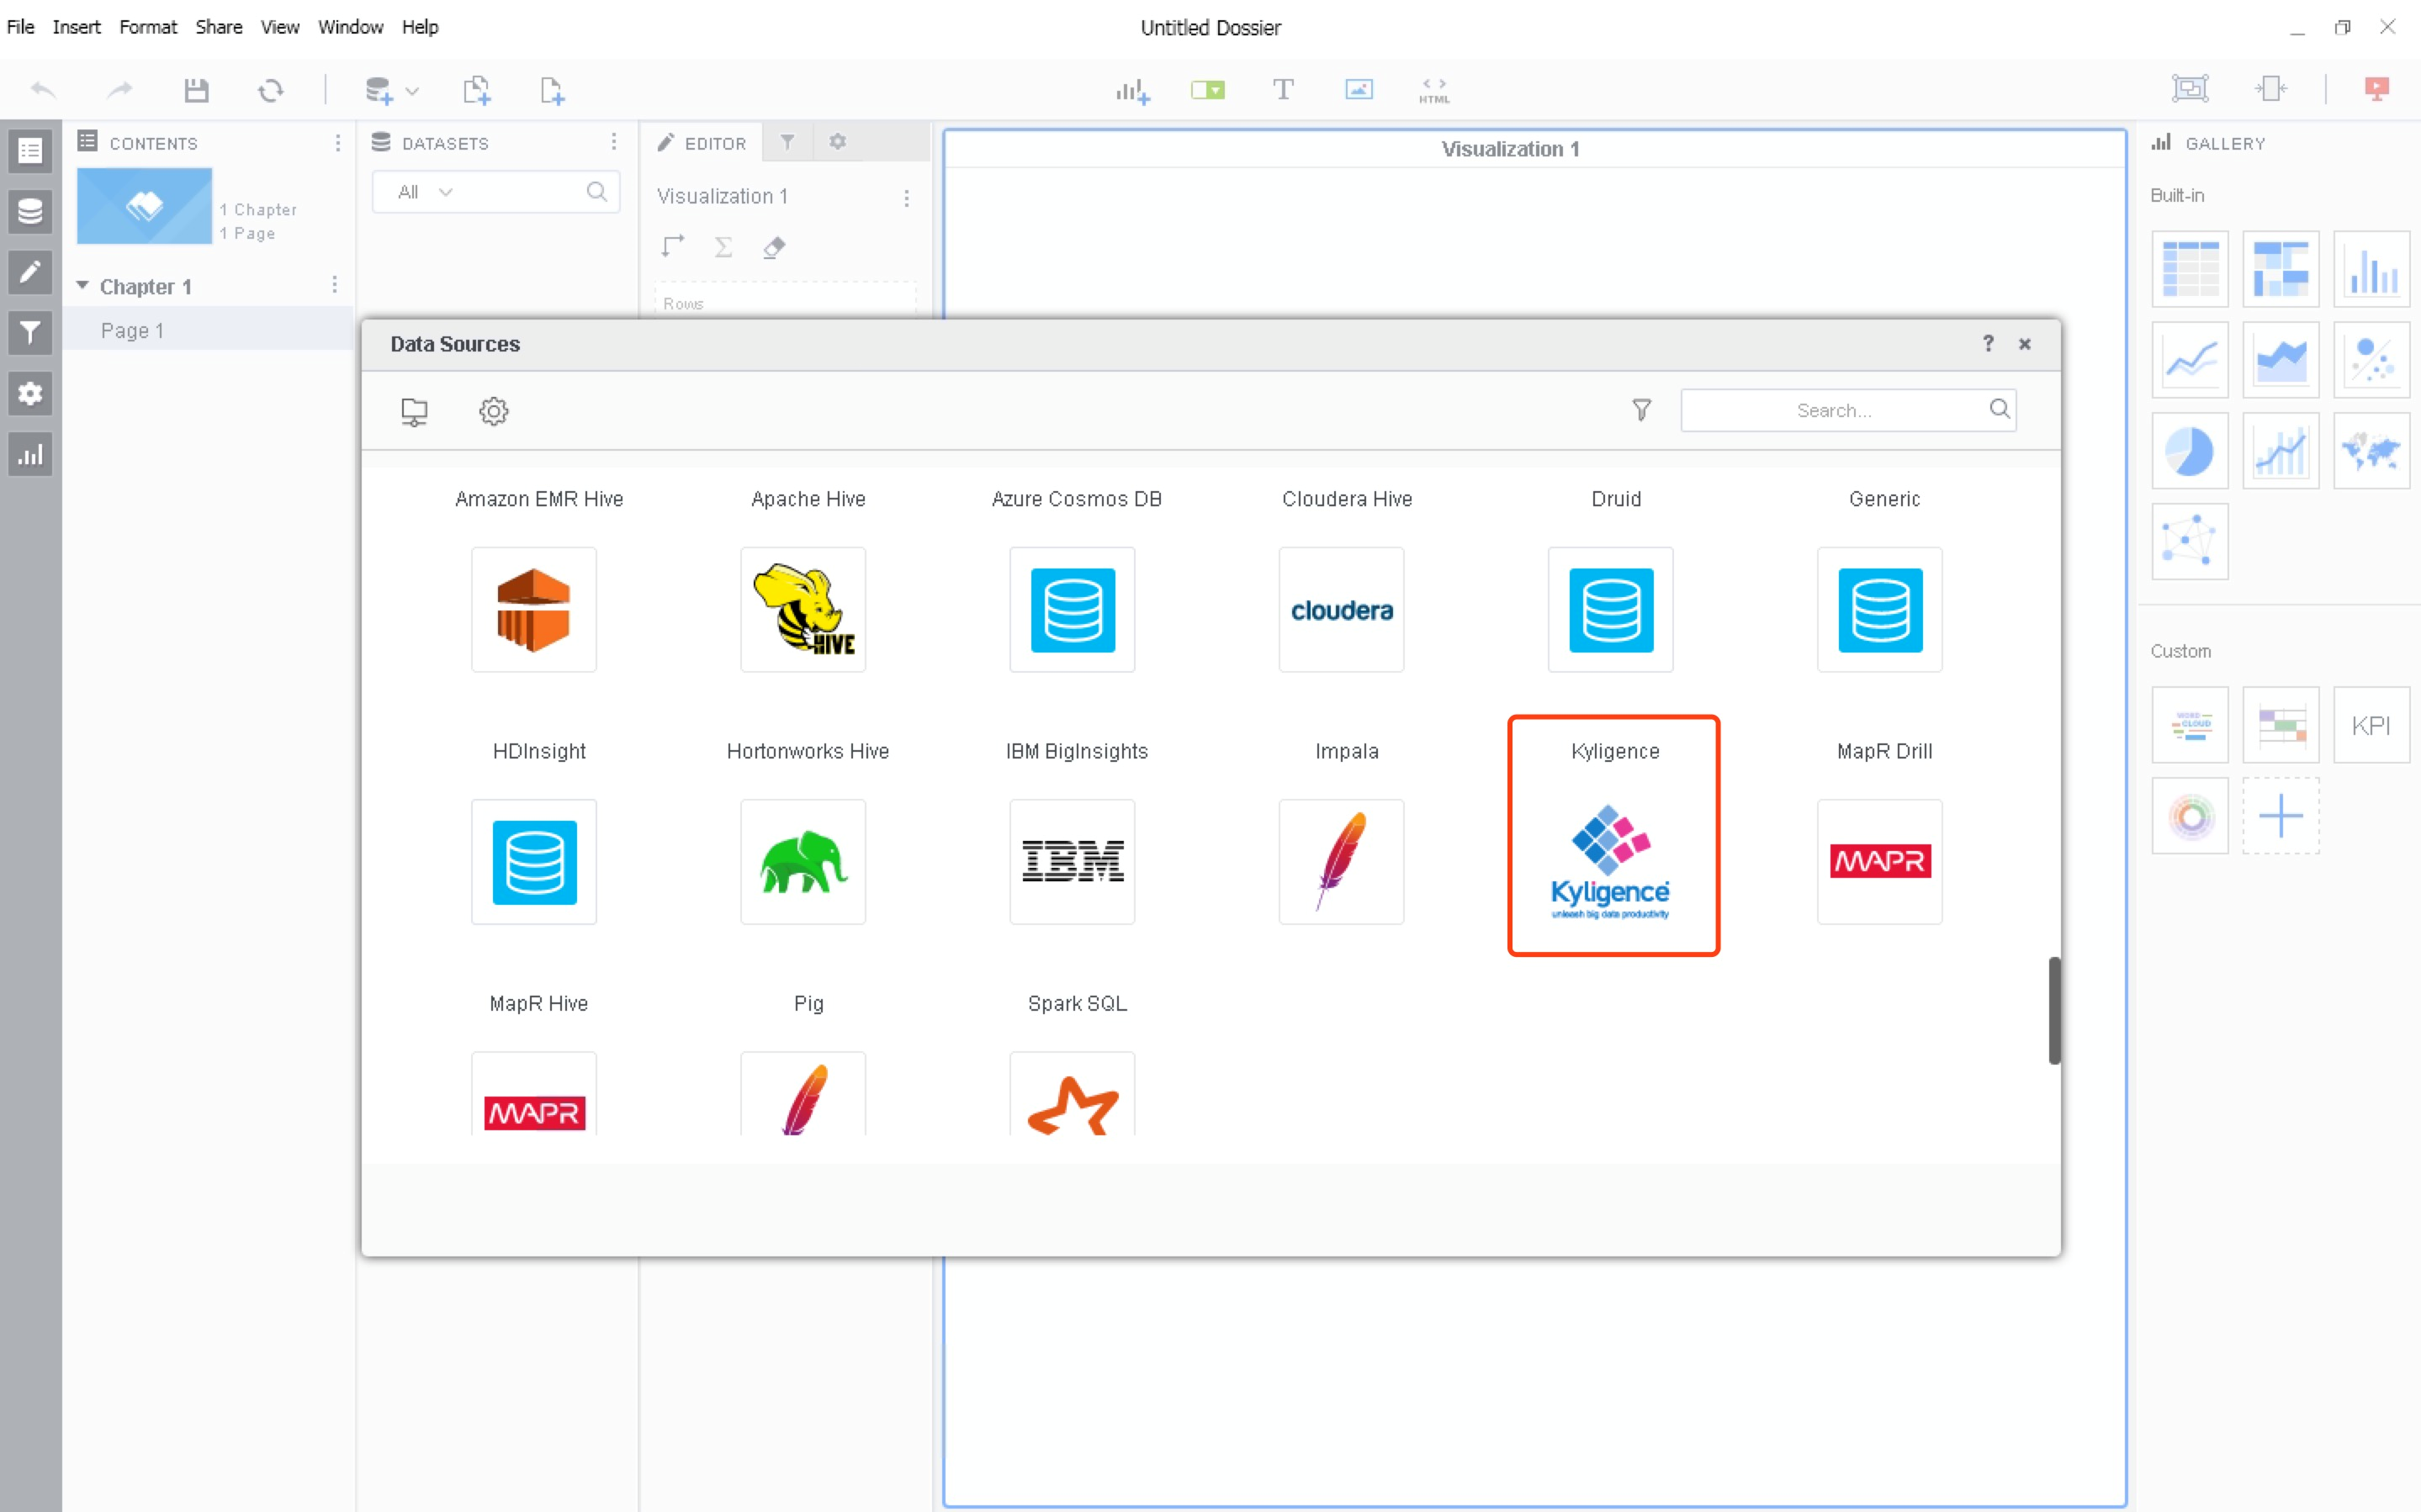 File Insert Format Share View Window Help
Untitled Dossier
HTML
CONTENTS
1 Chapter
1 Page
Chapter 1
Page 1
DATASETS
All
EDITOR
Visualization 1
Rows
Visualization 1
GALLERY
Built-in
Custom
WORD
CLOUD
KPI
Data Sources
?
Search...
Amazon EMR Hive
Apache Hive
Azure Cosmos DB
Cloudera Hive
Druid
Generic
HIVE
cloudera
HDInsight
Hortonworks Hive
IBM BigInsights
Impala
Kyligence
MapR Drill
IBM
Kyligence
unleash big data productivity
MAPR
MapR Hive
Pig
Spark SQL
MAPR